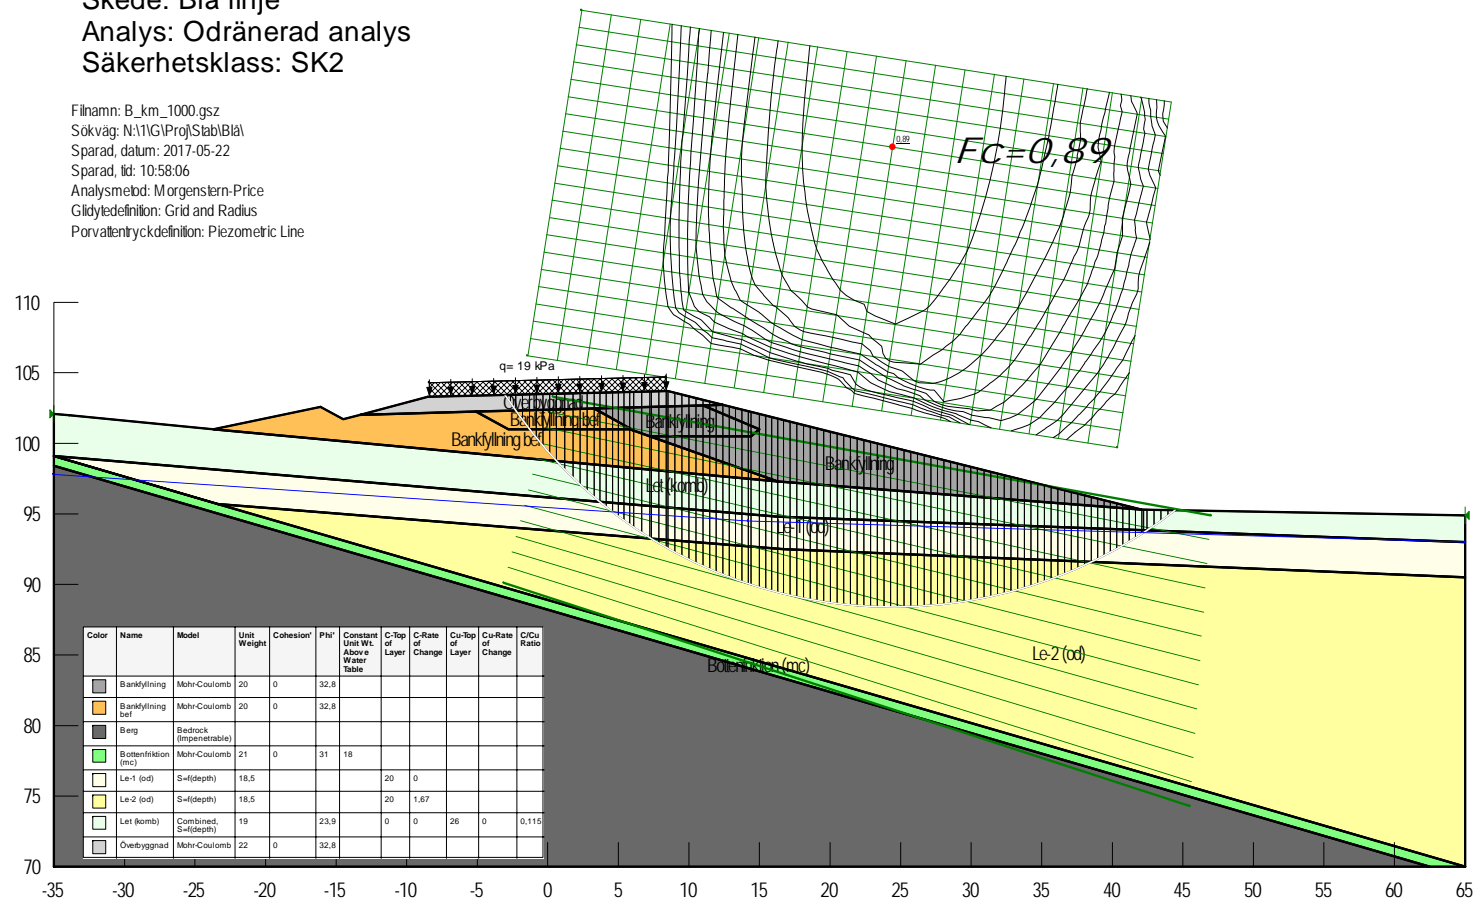 Skede: Blå linje
Analys: Odränerad analys
Säkerhetsklass: SK2
Filnamn: B_km_1000.gsz
Sökväg: N:\1\G\Proj\Stab\Blå\
Sparad, datum: 2017-05-22
Sparad, tid: 10:58:06
Analysmetod: Morgenstern-Price
Glidytedefinition: Grid and Radius
Porvattentryckdefinition: Piezometric Line
0,89
Fc=0,89
q= 19 kPa
Överbyggnad
Bankfyllning bef
Bankfyllning
Bankfyllning bef
Bankfyllning
Let (komb)
Le-1 (od)
Le-2 (od)
Bottenfriktion (mc)
110
105
100
95
90
85
80
75
70
Color Name Model Unit Weight Cohesion' Phi' Constant Unit Wt. Above Water Table C-Top of Layer C-Rate of Change Cu-Top of Layer Cu-Rate of Change C/Cu Ratio
Bankfyllning Mohr-Coulomb 20 0 32,8
Bankfyllning bef Mohr-Coulomb 20 0 32,8
Berg Bedrock (Impenetrable)
Bottenfriktion (mc) Mohr-Coulomb 21 0 31 18
Le-1 (od) S=f(depth) 18,5 20 0
Le-2 (od) S=f(depth) 18,5 20 1,67
Let (komb) Combined, S=f(depth) 19 23,9 0 0 26 0 0,115
Överbyggnad Mohr-Coulomb 22 0 32,8
-35 -30 -25 -20 -15 -10 -5 0 5 10 15 20 25 30 35 40 45 50 55 60 65